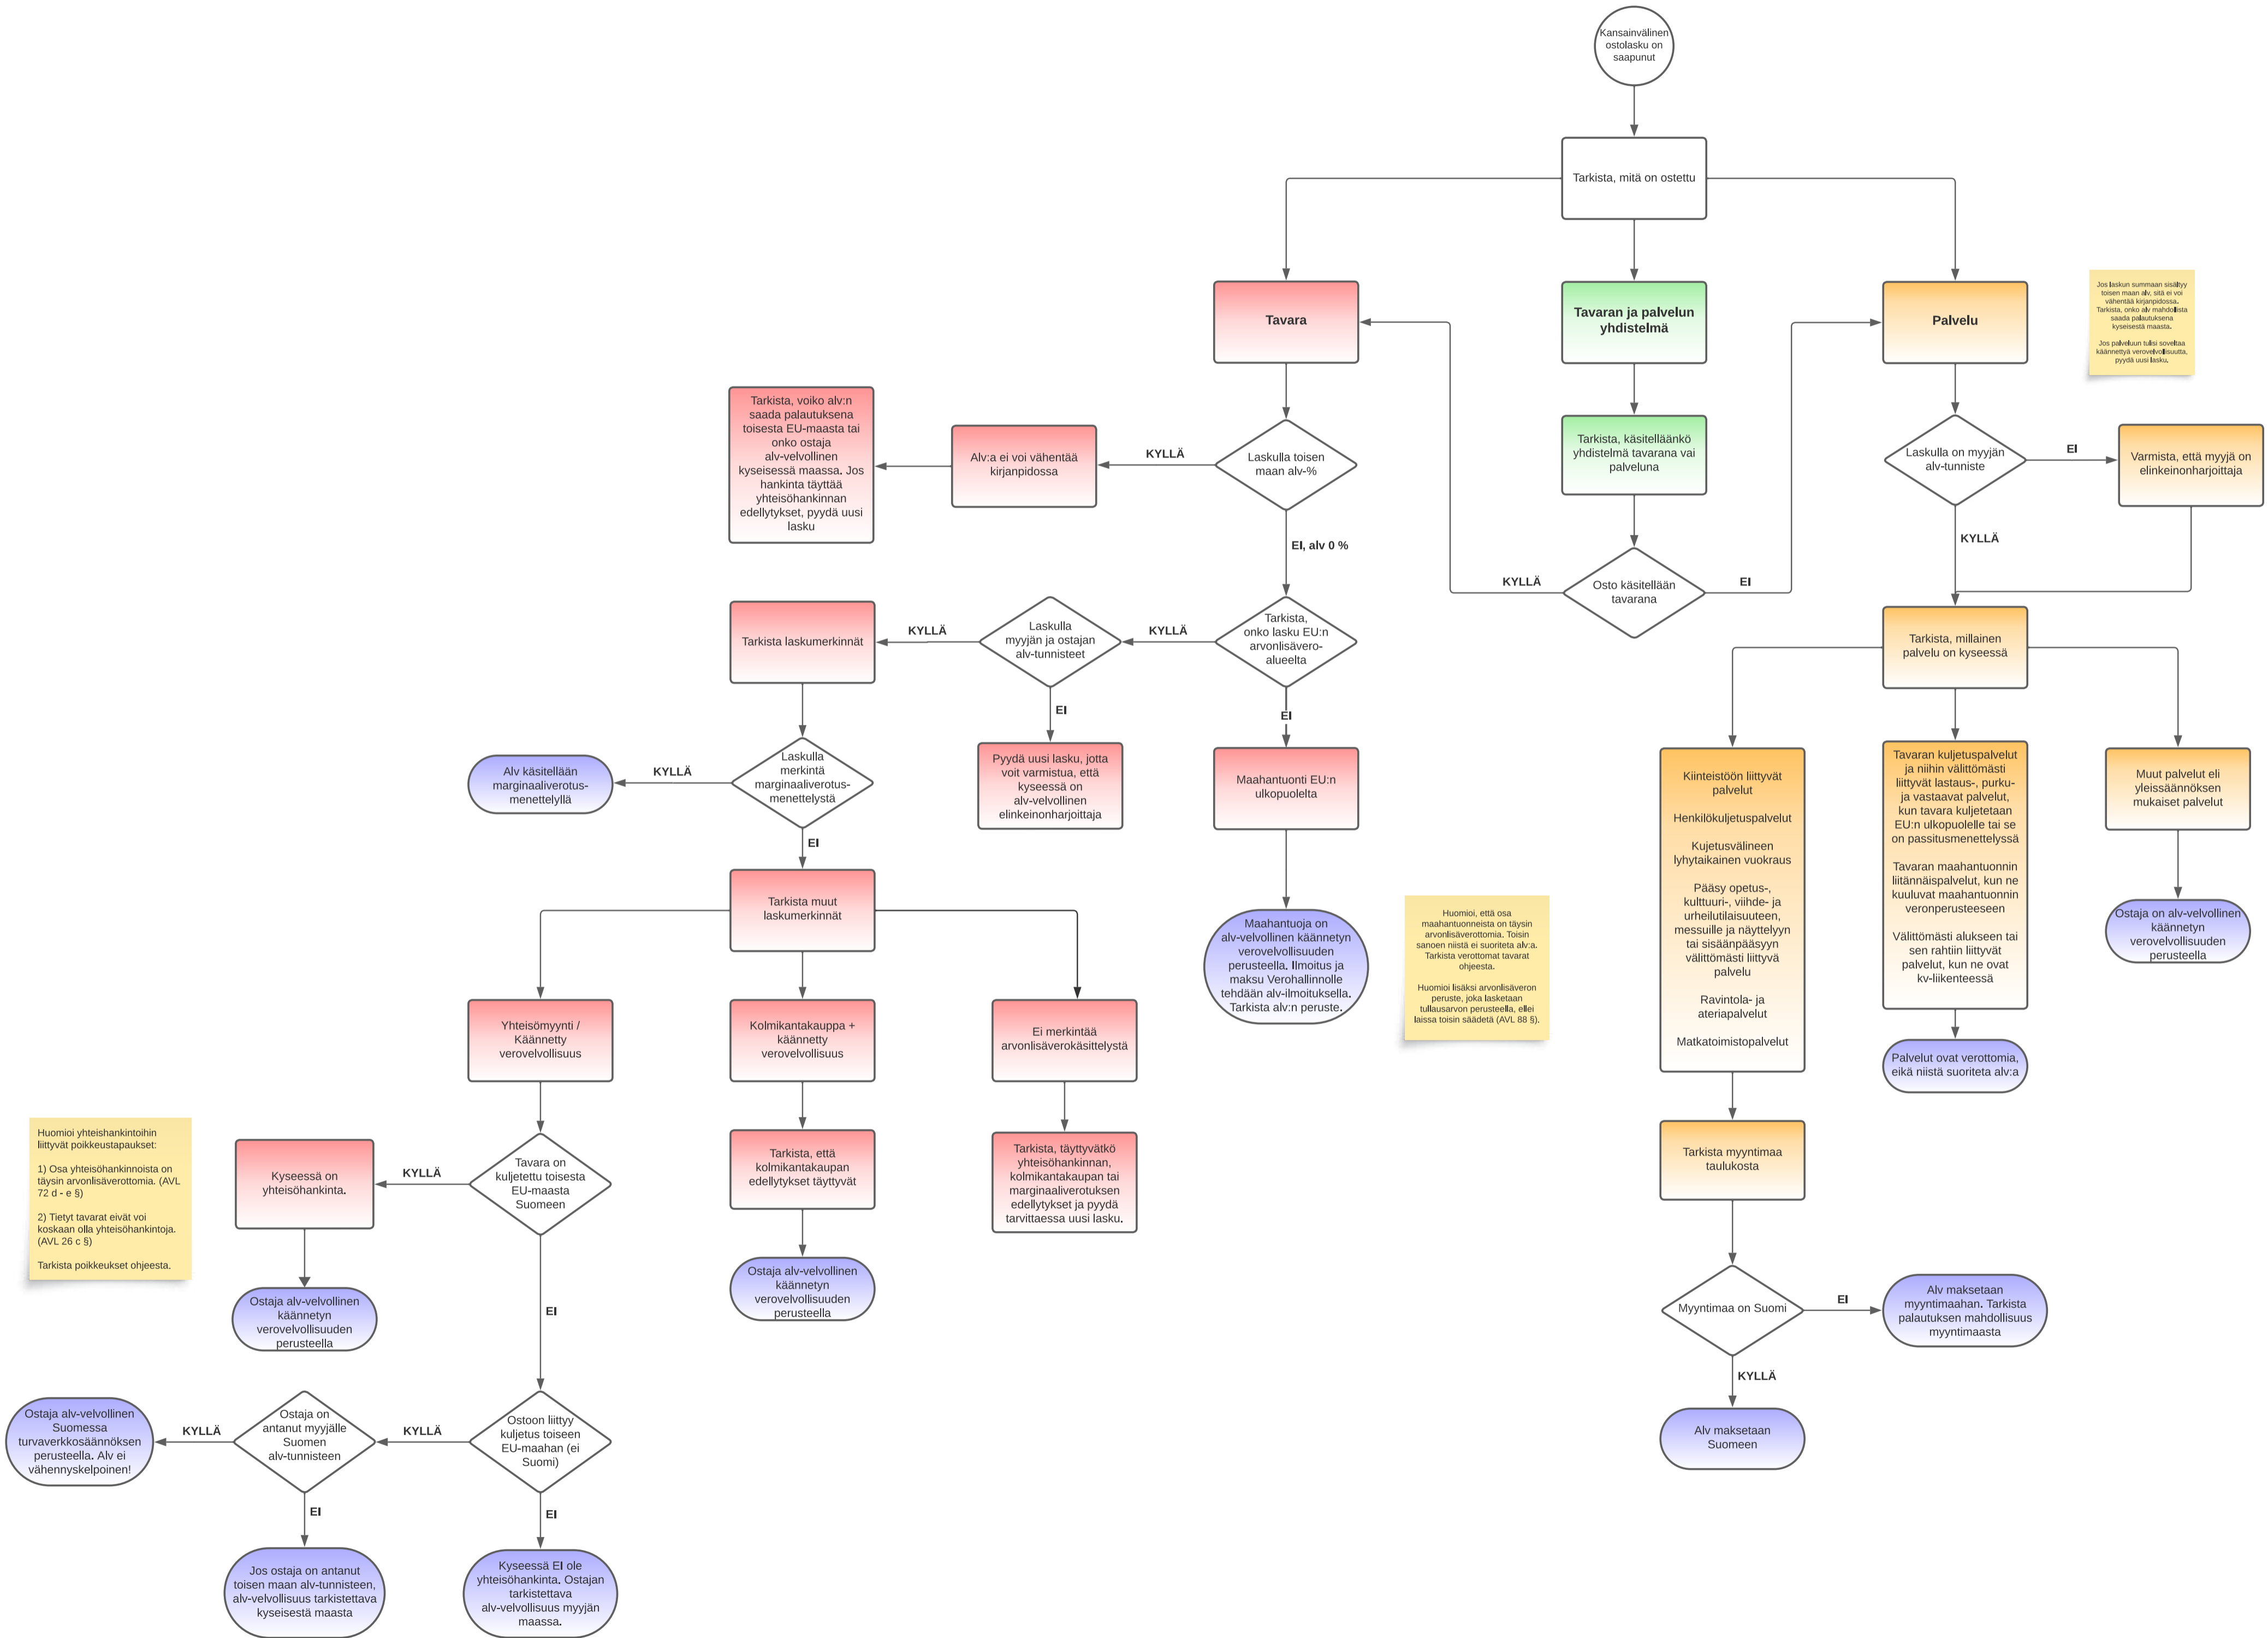 Kansainvälinen
ostolasku on
saapunut
Tarkista, mitä on ostettu
Tavara
Tavaran ja palvelun
yhdistelmä
Palvelu
Jos laskun summaan sisältyy
toisen maan alv, sitä ei voi
vähentää kirjanpidossa.
Tarkista, onko alv mahdollista
saada palautuksena
kyseisestä maasta.
Jos palveluun tulisi soveltaa
käännettyä verovelvollisuutta,
pyydä uusi lasku.
Tarkista, voiko alv:n
saada palautuksena
toisesta EU-maasta tai
onko ostaja
alv-velvollinen
kyseisessä maassa. Jos
hankinta täyttää
yhteisöhankinnan
edellytykset, pyydä uusi
lasku
Alv:a ei voi vähentää
kirjanpidossa
KYLLÄ
Laskulla toisen
maan alv-%
Tarkista, käsitelläänkö
yhdistelmä tavarana vai
palveluna
Laskulla on myyjän
alv-tunniste
EI
Varmista, että myyjä on
elinkeinonharjoittaja
EI, alv 0 %
KYLLÄ
KYLLÄ
Osto käsitellään
tavarana
EI
Tarkista laskumerkinnät
KYLLÄ
Laskulla
myyjän ja ostajan
alv-tunnisteet
KYLLÄ
Tarkista,
onko lasku EU:n
arvonlisävero-
alueelta
Tarkista, millainen
palvelu on kyseessä
EI
EI
Alv käsitellään
marginaaliverotus-
menettelyllä
KYLLÄ
Laskulla
merkintä
marginaaliverotus-
menettelystä
Pyydä uusi lasku, jotta
voit varmistua, että
kyseessä on
alv-velvollinen
elinkeinonharjoittaja
Maahantuonti EU:n
ulkopuolelta
Kiinteistöön liittyvät
palvelut
Henkilökuljetuspalvelut
Kujetusvälineen
lyhytaikainen vuokraus
Pääsy opetus-,
kulttuuri-, viihde- ja
urheilutilaisuuteen,
messuille ja näyttelyyn
tai sisäänpääsyyn
välittömästi liittyvä
palvelu
Ravintola- ja
ateriapalvelut
Matkatoimistopalvelut
Tavaran kuljetuspalvelut
ja niihin välittömästi
liittyvät lastaus-, purku-
ja vastaavat palvelut,
kun tavara kuljetetaan
EU:n ulkopuolelle tai se
on passitusmenettelyssä
Tavaran maahantuonnin
liitännäispalvelut, kun ne
kuuluvat maahantuonnin
veronperusteeseen
Välittömästi alukseen tai
sen rahtiin liittyvät
palvelut, kun ne ovat
kv-liikenteessä
Muut palvelut eli
yleissäännöksen
mukaiset palvelut
EI
Tarkista muut
laskumerkinnät
Maahantuoja on
alv-velvollinen käännetyn
verovelvollisuuden
perusteella. Ilmoitus ja
maksu Verohallinnolle
tehdään alv-ilmoituksella.
Tarkista alv:n peruste.
Huomioi, että osa
maahantuonneista on täysin
arvonlisäverottomia. Toisin
sanoen niistä ei suoriteta alv:a.
Tarkista verottomat tavarat
ohjeesta.
Huomioi lisäksi arvonlisäveron
peruste, joka lasketaan
tullausarvon perusteella, ellei
laissa toisin säädetä (AVL 88 §).
Ostaja on alv-velvollinen
käännetyn
verovelvollisuuden
perusteella
Yhteisömyynti /
Käännetty
verovelvollisuus
Kolmikantakauppa +
käännetty
verovelvollisuus
Ei merkintää
arvonlisäverokäsittelystä
Palvelut ovat verottomia,
eikä niistä suoriteta alv:a
Huomioi yhteishankintoihin
liittyvät poikkeustapaukset:
1) Osa yhteisöhankinnoista on
täysin arvonlisäverottomia. (AVL
72 d - e §)
2) Tietyt tavarat eivät voi
koskaan olla yhteisöhankintoja.
(AVL 26 c §)
Tarkista poikkeukset ohjeesta.
Kyseessä on
yhteisöhankinta.
KYLLÄ
Tavara on
kuljetettu toisesta
EU-maasta
Suomeen
Tarkista, että
kolmikantakaupan
edellytykset täyttyvät
Tarkista, täyttyvätkö
yhteisöhankinnan,
kolmikantakaupan tai
marginaaliverotuksen
edellytykset ja pyydä
tarvittaessa uusi lasku.
Tarkista myyntimaa
taulukosta
Ostaja alv-velvollinen
käännetyn
verovelvollisuuden
perusteella
EI
Ostaja alv-velvollinen
käännetyn
verovelvollisuuden
perusteella
Myyntimaa on Suomi
EI
Alv maksetaan
myyntimaahan. Tarkista
palautuksen mahdollisuus
myyntimaasta
KYLLÄ
Alv maksetaan
Suomeen
Ostaja alv-velvollinen
Suomessa
turvaverkkosäännöksen
perusteella. Alv ei
vähennyskelpoinen!
KYLLÄ
Ostaja on
antanut myyjälle
Suomen
alv-tunnisteen
KYLLÄ
Ostoon liittyy
kuljetus toiseen
EU-maahan (ei
Suomi)
EI
EI
Jos ostaja on antanut
toisen maan alv-tunnisteen,
alv-velvollisuus tarkistettava
kyseisestä maasta
Kyseessä EI ole
yhteisöhankinta. Ostajan
tarkistettava
alv-velvollisuus myyjän
maassa.